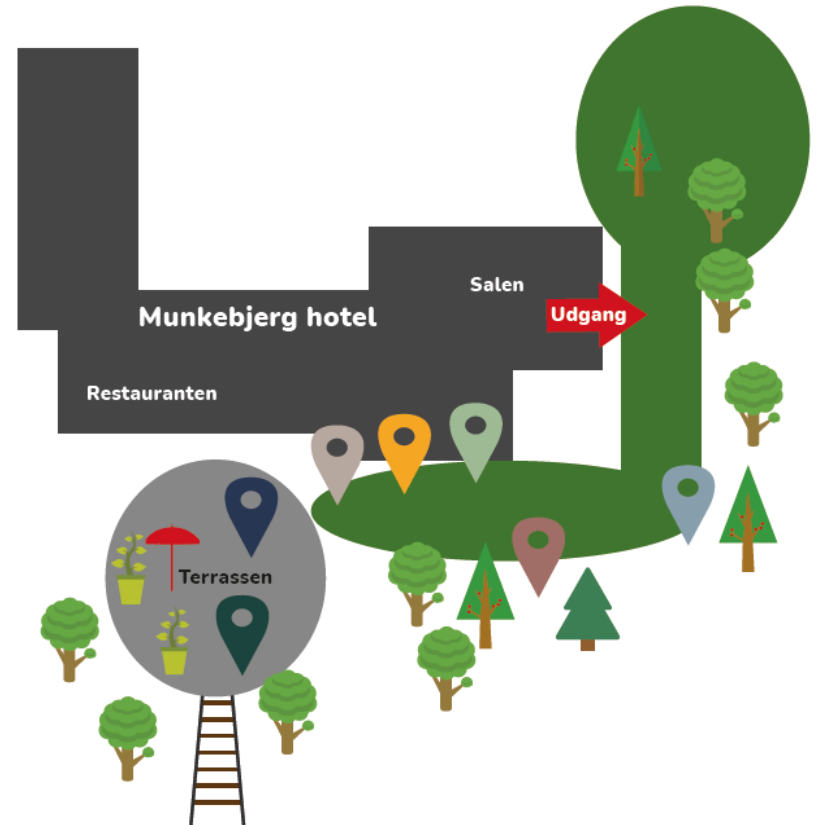 Salen
Munkebjerg hotel
Udgang
Restauranten
Terrassen